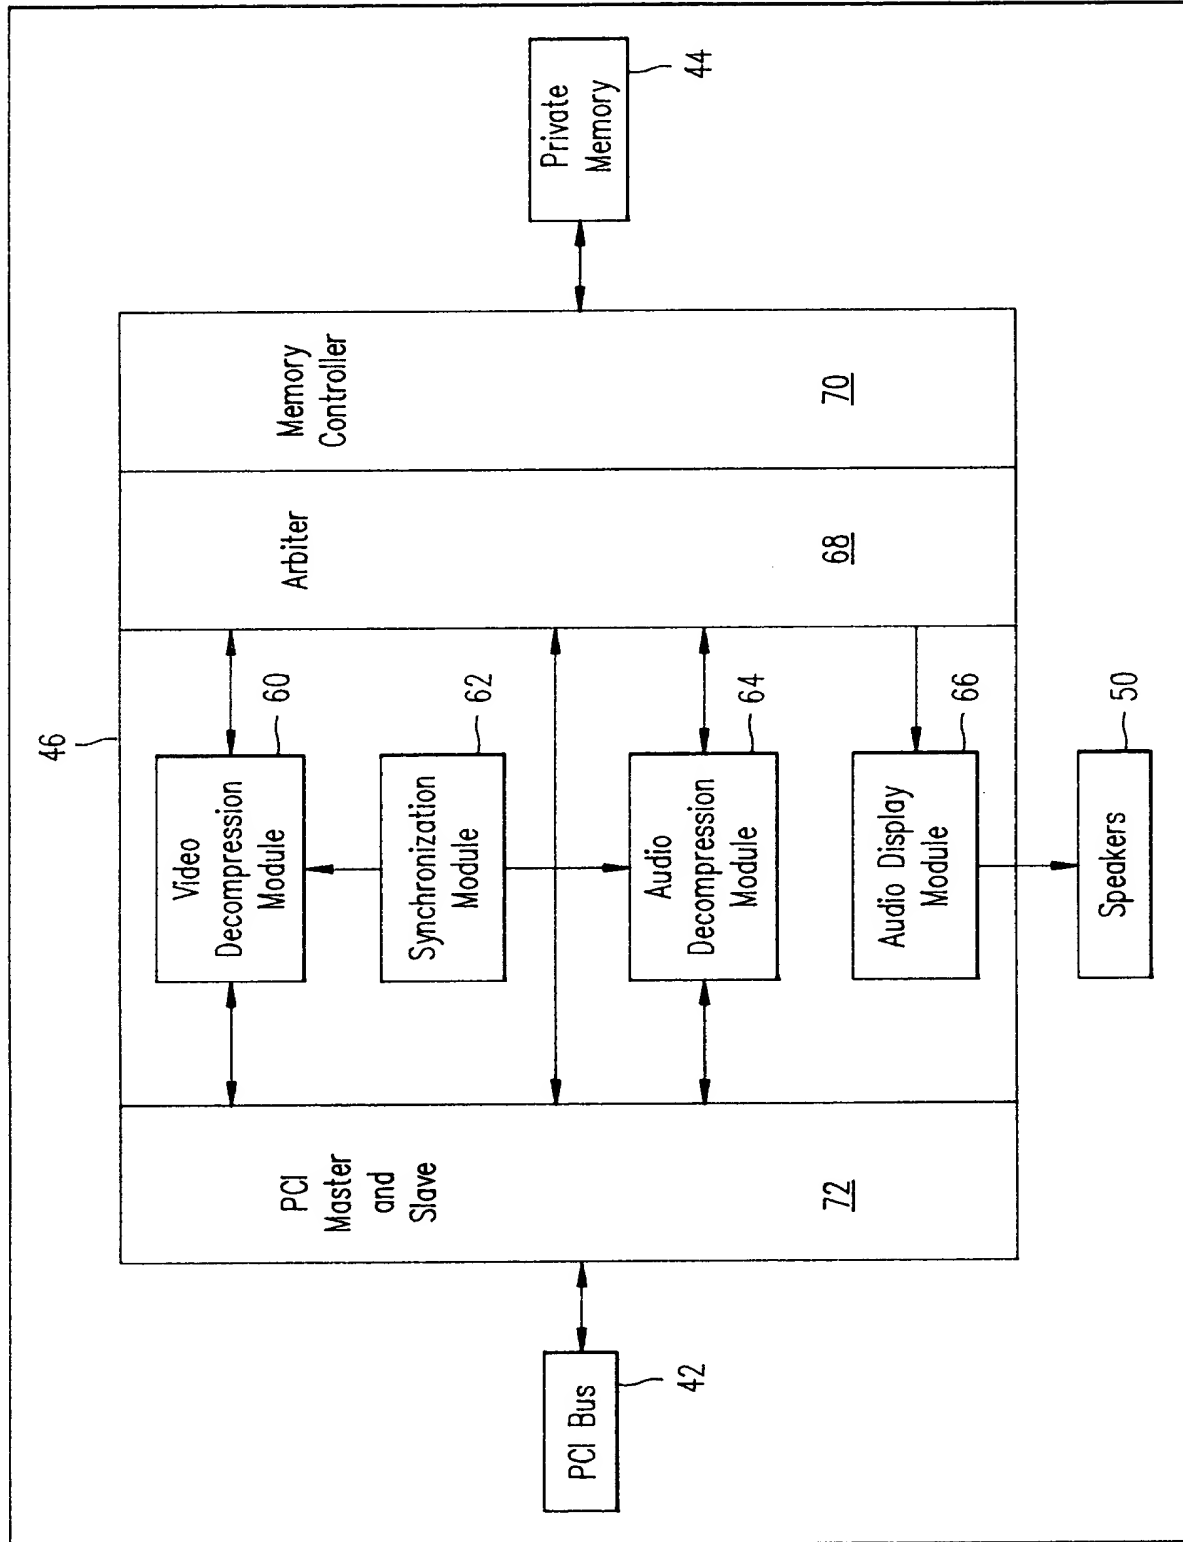 46
PCI
Master
and
Slave
72
Video
Decompression
Module
60
Synchronization
Module
62
Audio
Decompression
Module
64
Audio Display
Module
66
Arbiter
68
Memory
Controller
70
PCI Bus
42
Private
Memory
44
Speakers
50